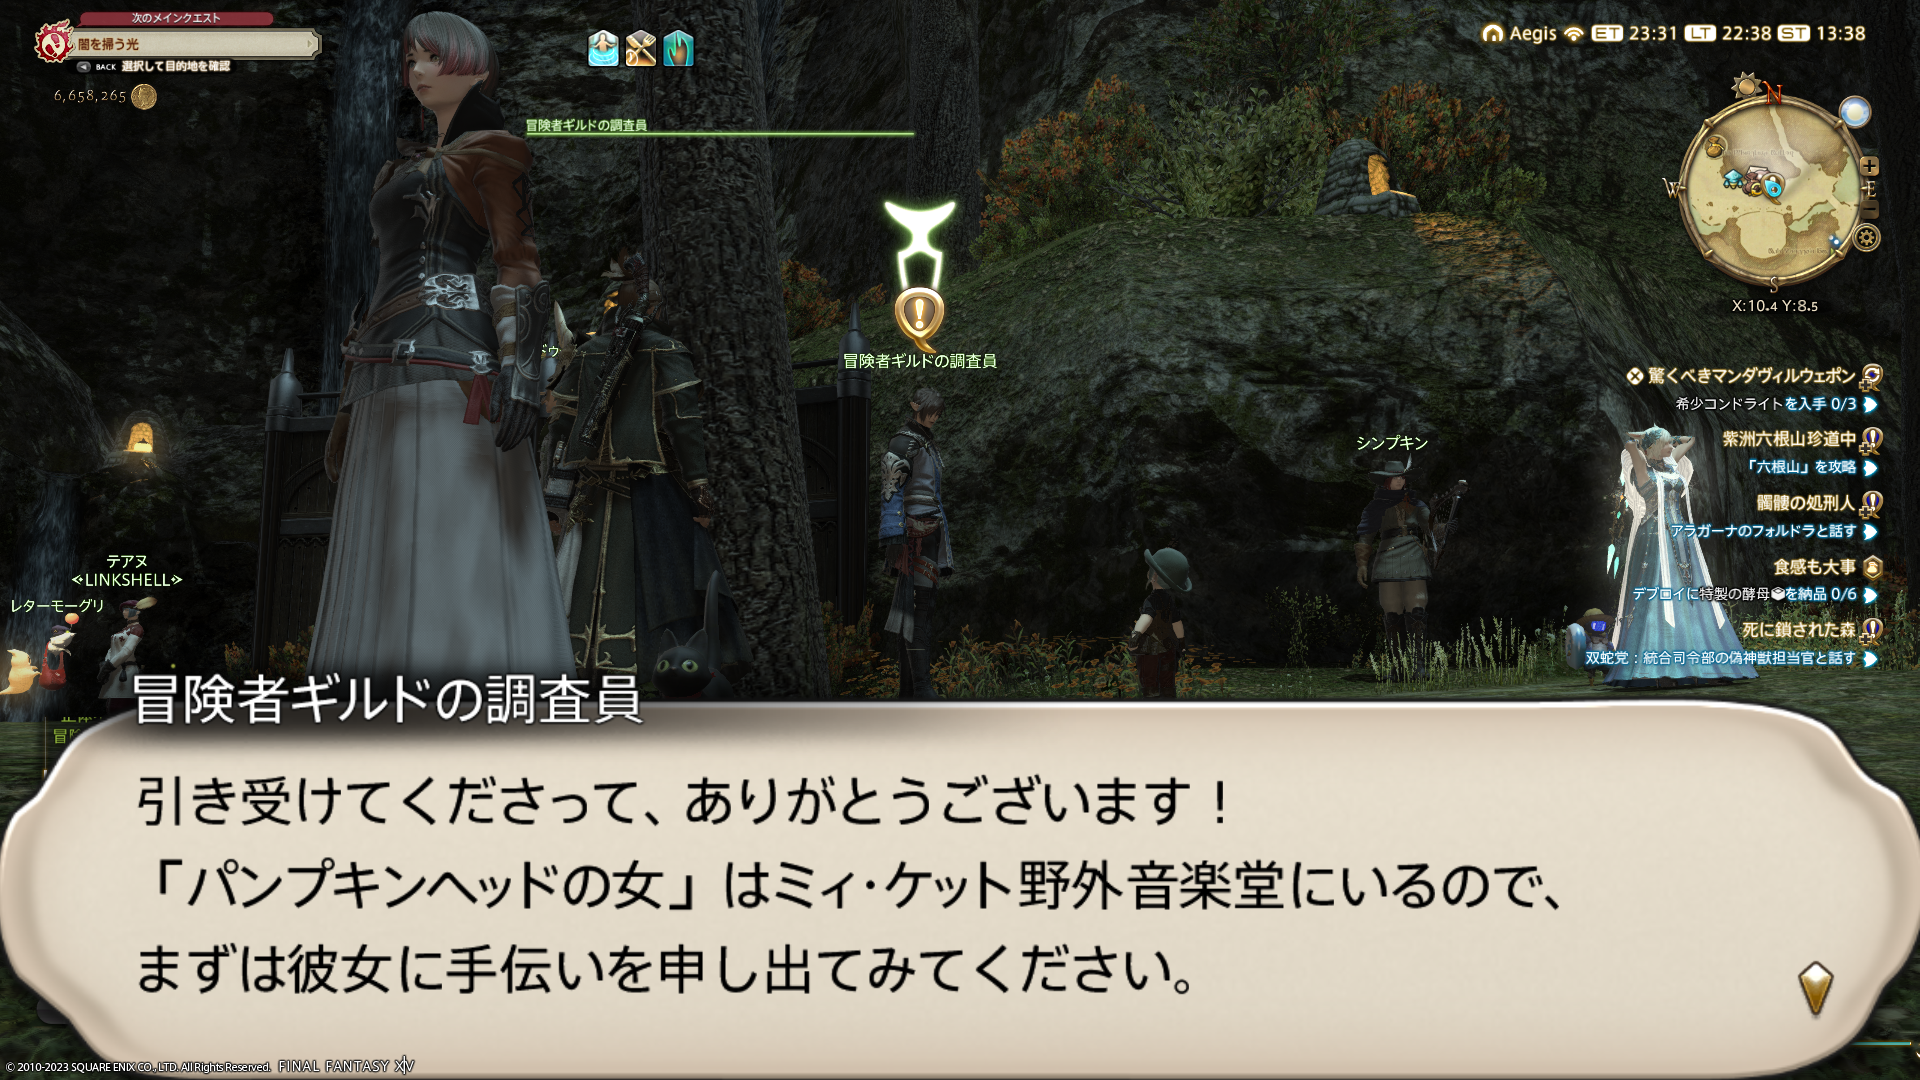 次のメインクエスト
闇を掃う光
BACK 選択して目的地を確認
6,658,265
冒険者ギルドの調査員
Aegis ET 23:31 LT 22:38 ST 13:38
N
W
E
S
X:10.4 Y:8.5
冒険者ギルドの調査員
シンプキン
テアヌ
<LINKSHELL>
レターモーグリ
驚くべきマンダヴィルウェポン
希少コンドライトを入手 0/3
紫洲六根山珍道中
「六根山」を攻略
髑髏の処刑人
アラガーナのフォルドラと話す
食感も大事
デブロイに特製の酵母を納品 0/6
死に鎖された森
双蛇党：統合司令部の偽神獣担当官と話す
冒険者ギルドの調査員
引き受けてくださって、ありがとうございます！
「パンプキンヘッドの女」はミィ・ケット野外音楽堂にいるので、
まずは彼女に手伝いを申し出てみてください。
© 2010-2023 SQUARE ENIX CO., LTD. All Rights Reserved. FINAL FANTASY XIV